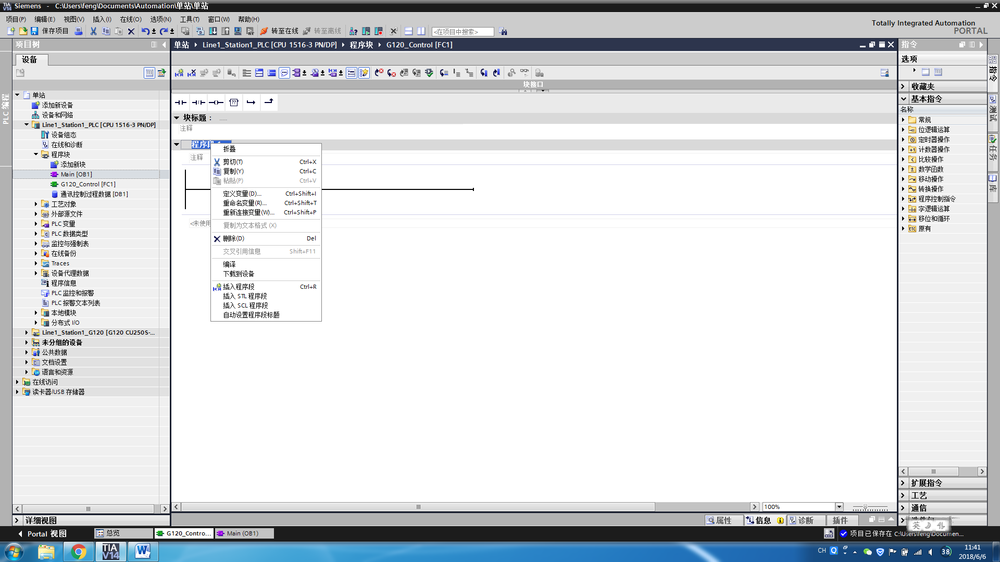 Siemens - C:\Users\feng\Documents\Automation\单站\单站
项目(P) 编辑(E) 视图(V) 插入(I) 在线(O) 选项(N) 工具(T) 窗口(W) 帮助(H)
保存项目 转至在线 转至离线 <在项目中搜索>
Totally Integrated Automation
PORTAL
项目树
设备
PLC 编程
单站
添加新设备
设备和网络
Line1_Station1_PLC [CPU 1516-3 PN/DP]
设备组态
在线和诊断
程序块
添加新块
Main [OB1]
G120_Control [FC1]
通讯控制过程数据 [DB1]
工艺对象
外部源文件
PLC 变量
PLC 数据类型
监控与强制表
在线备份
Traces
设备代理数据
程序信息
PLC 监控和报警
PLC 报警文本列表
本地模块
分布式 I/O
Line1_Station1_G120 [G120 CU250S-...
未分组的设备
公共数据
文档设置
语言和资源
在线访问
读卡器/USB 存储器
详细视图
单站 Line1_Station1_PLC [CPU 1516-3 PN/DP] 程序块 G120_Control [FC1]
块接口
块标题： .....
注释
注释
<未使用
折叠
剪切(T) Ctrl+X
复制(Y) Ctrl+C
粘贴(P) Ctrl+V
定义变量(D)... Ctrl+Shift+I
重命名变量(R)... Ctrl+Shift+T
重新连接变量(W)... Ctrl+Shift+P
复制为文本格式 (X)
删除(D) Del
交叉引用信息 Shift+F11
编译
下载到设备
插入程序段 Ctrl+R
插入 STL 程序段
插入 SCL 程序段
自动设置程序段标题
100%
属性 信息 诊断 插件
指令
选项
收藏夹
基本指令
名称
常规
位逻辑运算
定时器操作
计数器操作
比较操作
数学函数
移动操作
转换操作
程序控制指令
字逻辑运算
移位和循环
原有
扩展指令
工艺
通信
指令
测试
任务
库
Portal 视图 总览 G120_Contro... Main (OB1)
项目已保存在 C:\Users\feng\Documen...
英
CH 38
11:41
2018/6/6